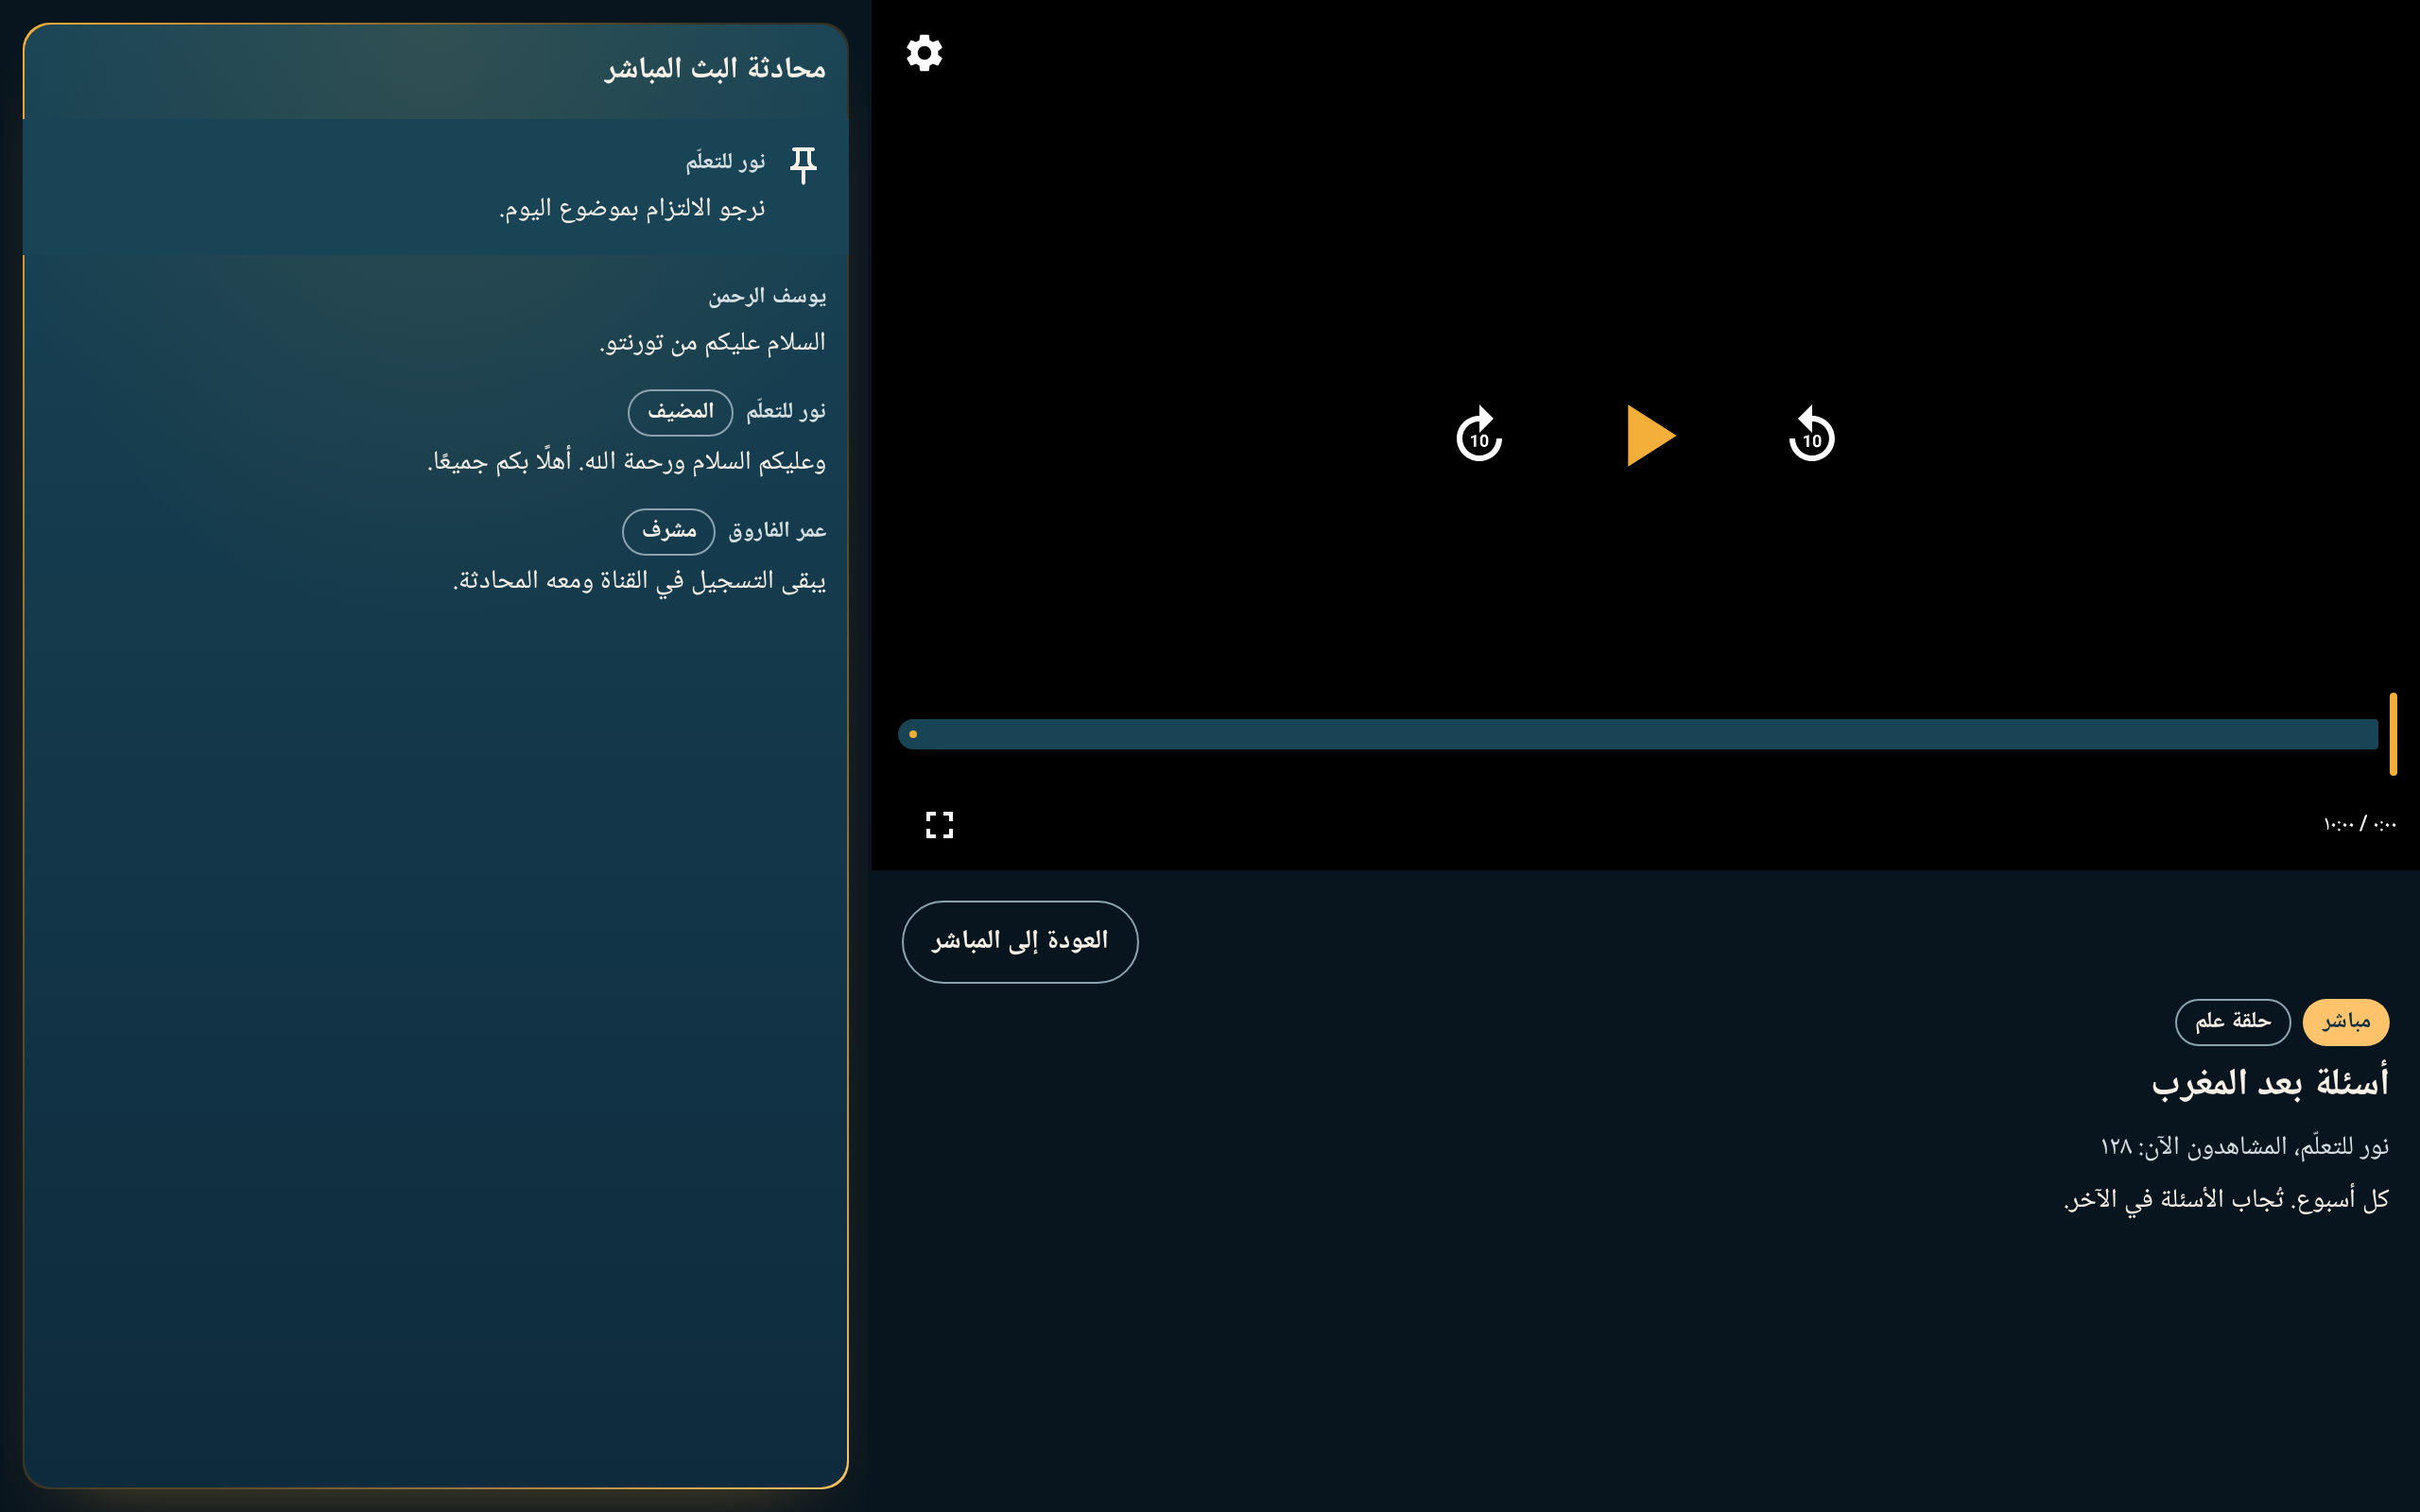 محادثة البث المباشر
نور للتعلّم
نرجو الالتزام بموضوع اليوم.
يوسف الرحمن
السلام عليكم من تورنتو.
نور للتعلّم المضيف
وعليكم السلام ورحمة الله. أهلًا بكم جميعًا.
عمر الفاروق مشرف
يبقى التسجيل في القناة ومعه المحادثة.
10
10
٠:٠٠ / ١٠:٠٠
العودة إلى المباشر
مباشر حلقة علم
أسئلة بعد المغرب
نور للتعلّم، المشاهدون الآن: ١٢٨
كل أسبوع. تُجاب الأسئلة في الآخر.